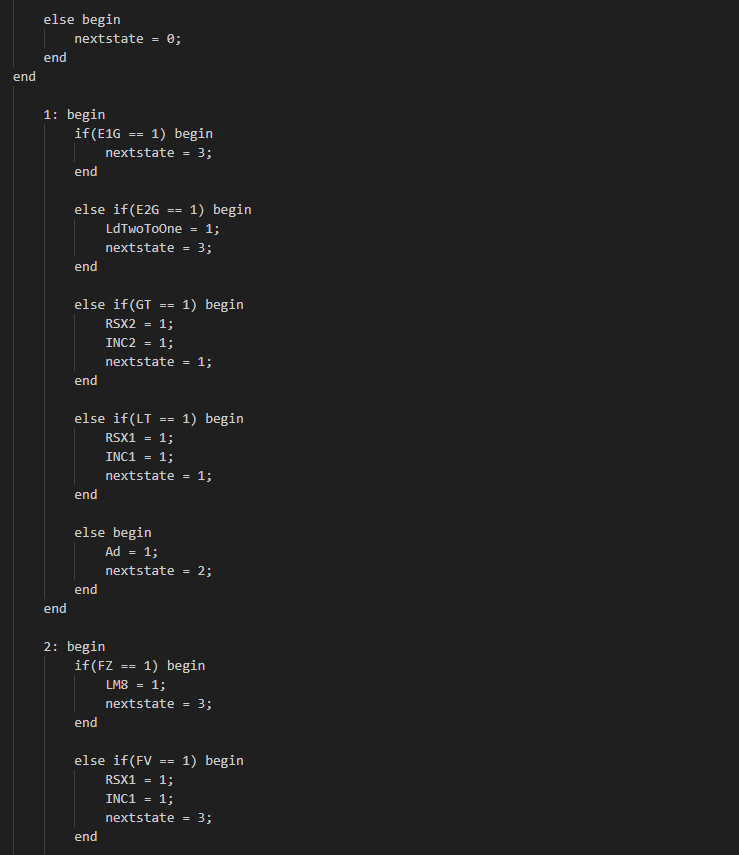 else begin
nextstate = 0;
end
end
1: begin
if(E1G == 1) begin
nextstate = 3;
end
else if(E2G == 1) begin
LdTwoToOne = 1;
nextstate = 3;
end
else if(GT == 1) begin
RSX2 = 1;
INC2 = 1;
nextstate = 1;
end
else if(LT == 1) begin
RSX1 = 1;
INC1 = 1;
nextstate = 1;
end
else begin
Ad = 1;
nextstate = 2;
end
end
2: begin
if(FZ == 1) begin
LM8 = 1;
nextstate = 3;
end
else if(FV == 1) begin
RSX1 = 1;
INC1 = 1;
nextstate = 3;
end